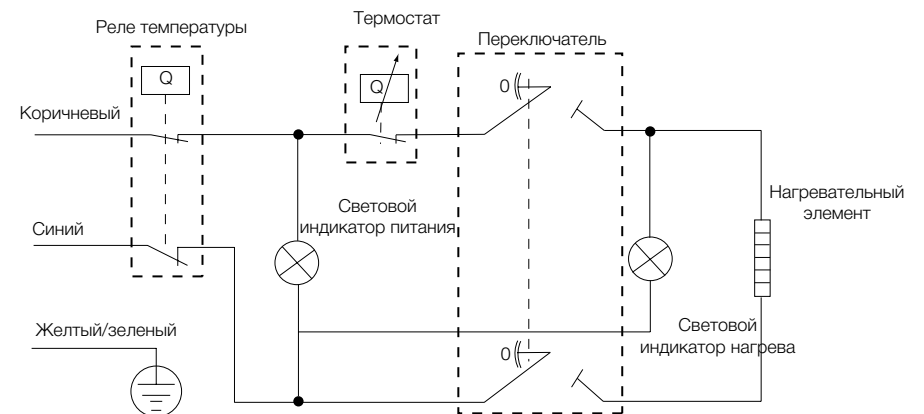 Реле температуры
Термостат
Переключатель
Q
Q
0
Коричневый
Нагревательный
элемент
Световой
индикатор питания
Синий
Желтый/зеленый
Световой
индикатор нагрева
0